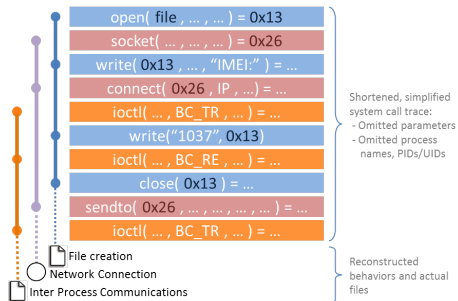 open( file , ... , ... ) = 0x13
socket( ... , ... , ... ) = 0x26
write( 0x13 , ... , “IMEI:” ) = ...
connect( 0x26 , IP , ...) = ...
ioctl( ... , BC_TR , ... ) = ...
write(“1037”, 0x13)
ioctl( ... , BC_RE , ... ) = ...
close( 0x13 ) = ...
sendto( 0x26 , ... , ... , ... , ... , ... ) = ...
ioctl( ... , BC_TR , ... ) = ...
Shortened, simplified
system call trace:
- Omitted parameters
- Omitted process
names, PIDs/UIDs
File creation
Network Connection
Inter Process Communications
Reconstructed
behaviors and actual
files